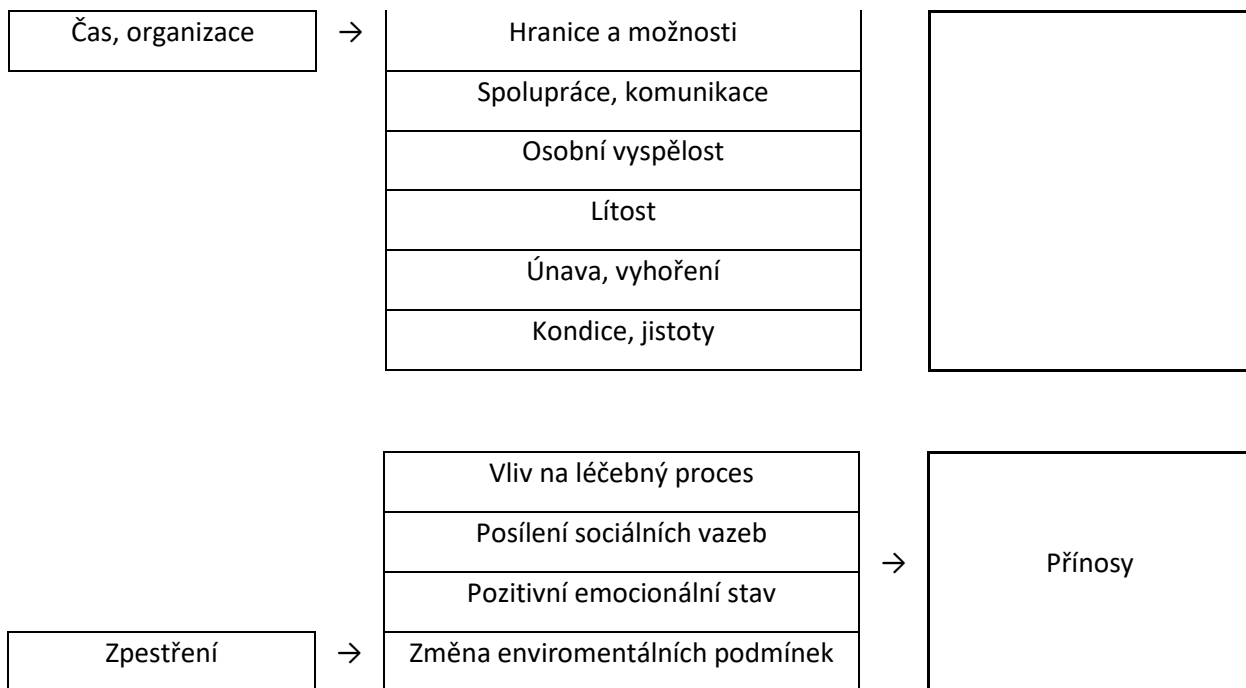 Čas, organizace → Hranice a možnosti
Spolupráce, komunikace
Osobní vyspělost
Lítost
Únava, vyhoření
Kondice, jistoty
Vliv na léčebný proces
Posílení sociálních vazeb
→ Přínosy
Pozitivní emocionální stav
Zpestření → Změna enviromentálních podmínek